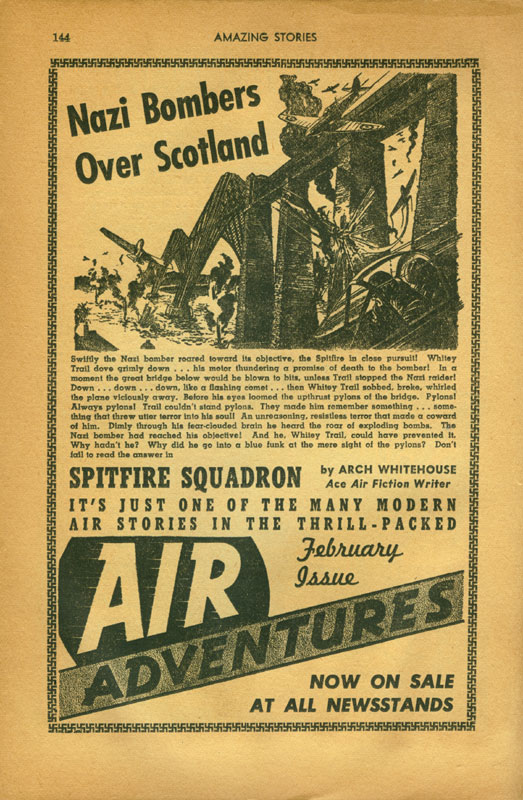 144
AMAZING STORIES
Nazi Bombers
Over Scotland
Swiftly the Nazi bomber roared toward its objective, the Spitfire in close pursuit! Whitey
Trail dove grimly down . . . his motor thundering a promise of death to the bomber! In a
moment the great bridge below would be blown to bits, unless Trail stopped the Nazi raider!
Down . . . down . . . down, like a flashing comet . . . then Whitey Trail sobbed, broke, whirled
the plane viciously away. Before his eyes loomed the upthrust pylons of the bridge. Pylons!
Always pylons! Trail couldn't stand pylons. They made him remember something . . . some-
thing that threw utter terror into his soul! An unreasoning, resistless terror that made a coward
of him. Dimly through his fear-clouded brain he heard the roar of exploding bombs. The
Nazi bomber had reached his objective! And he, Whitey Trail, could have prevented it.
Why hadn't he? Why did he go into a blue funk at the mere sight of the pylons? Don't
fail to read the answer in
SPITFIRE SQUADRON
by ARCH WHITEHOUSE
Ace Air Fiction Writer
IT'S JUST ONE OF THE MANY MODERN
AIR STORIES IN THE THRILL-PACKED
February
Issue
AIR
ADVENTURES
NOW ON SALE
AT ALL NEWSSTANDS